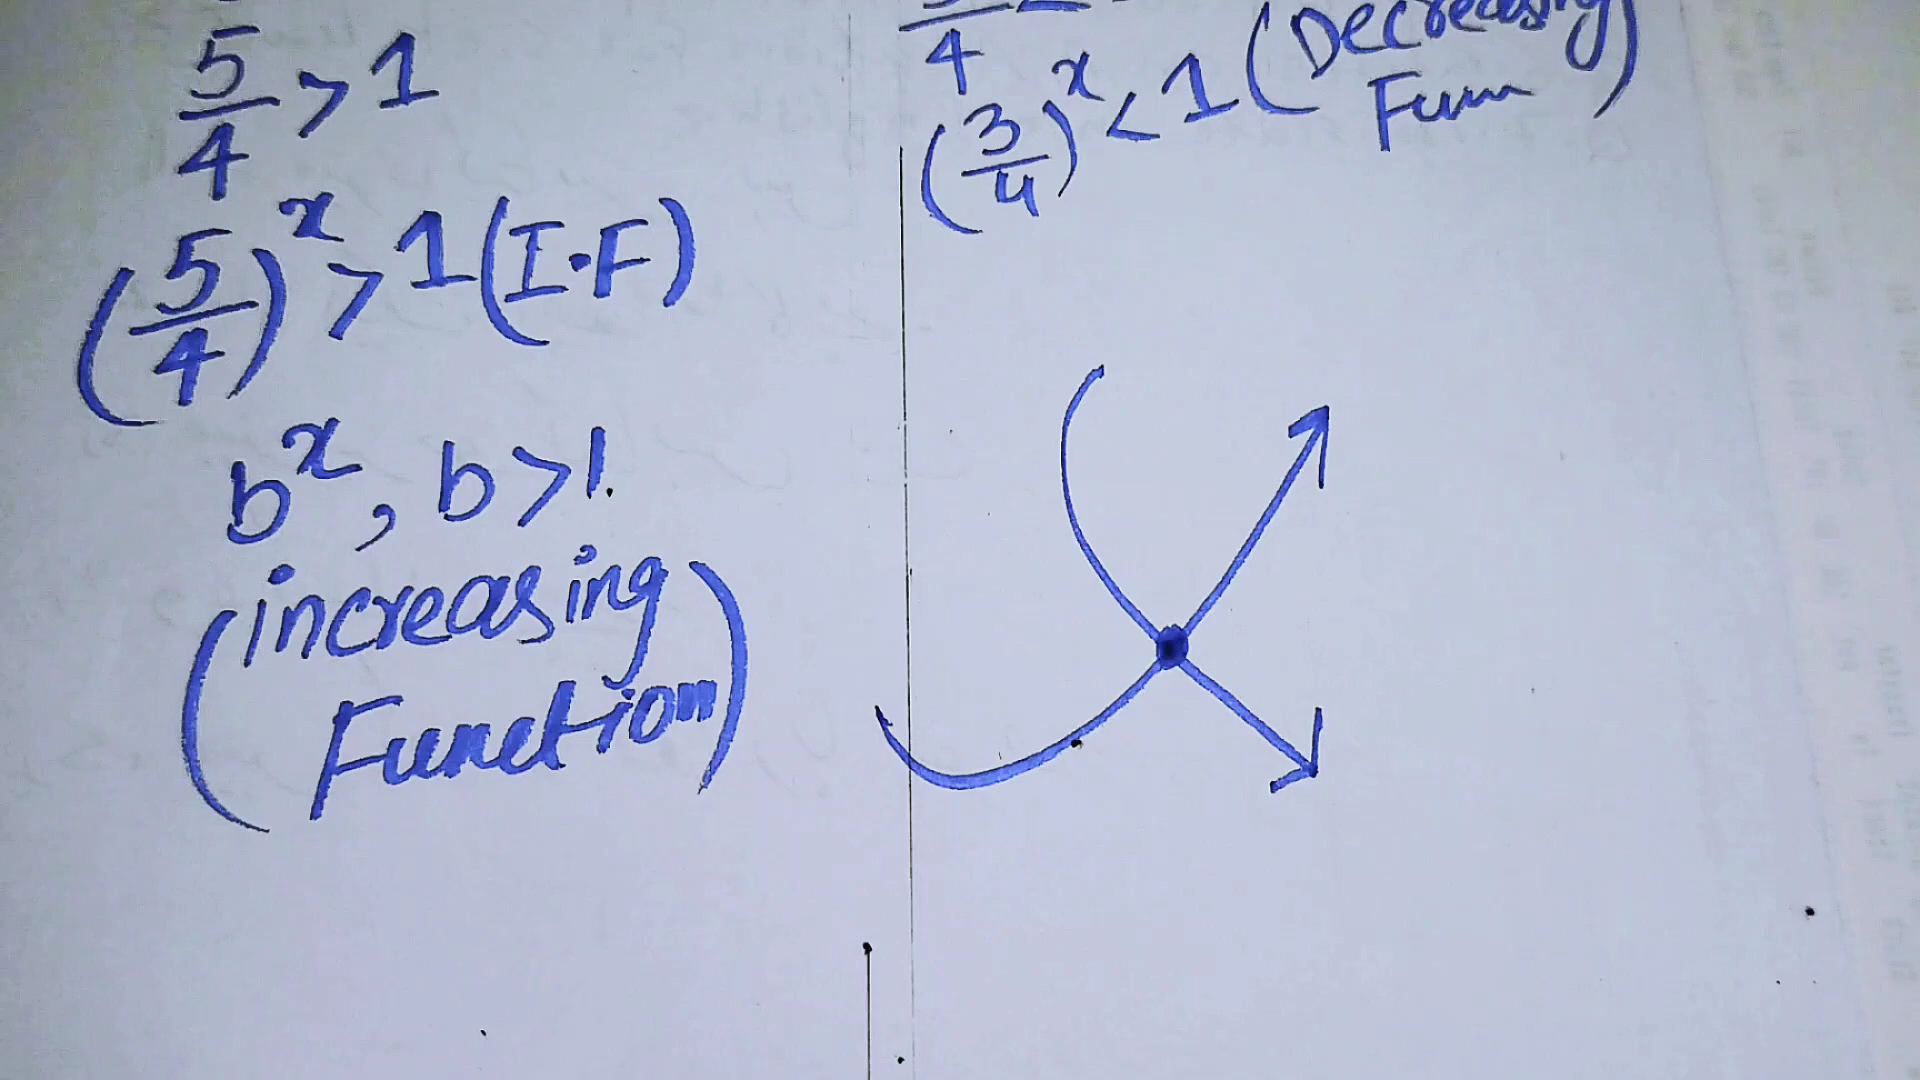 5/4 > 1
(5/4)^x > 1 (I.F)
b^x, b > 1.
(increasing
Function)
4 (Decreasing
(3/4)^x < 1 Fun)